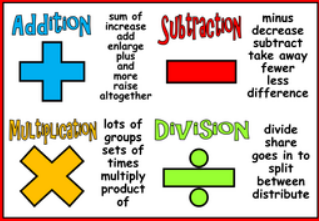 Addition
sum of
increase
add
enlarge
plus
and
more
raise
altogether
Subtraction
minus
decrease
subtract
take away
fewer
less
difference
Multiplication
lots of
groups
sets of
times
multiply
product
of
Division
divide
share
goes in to
split
between
distribute